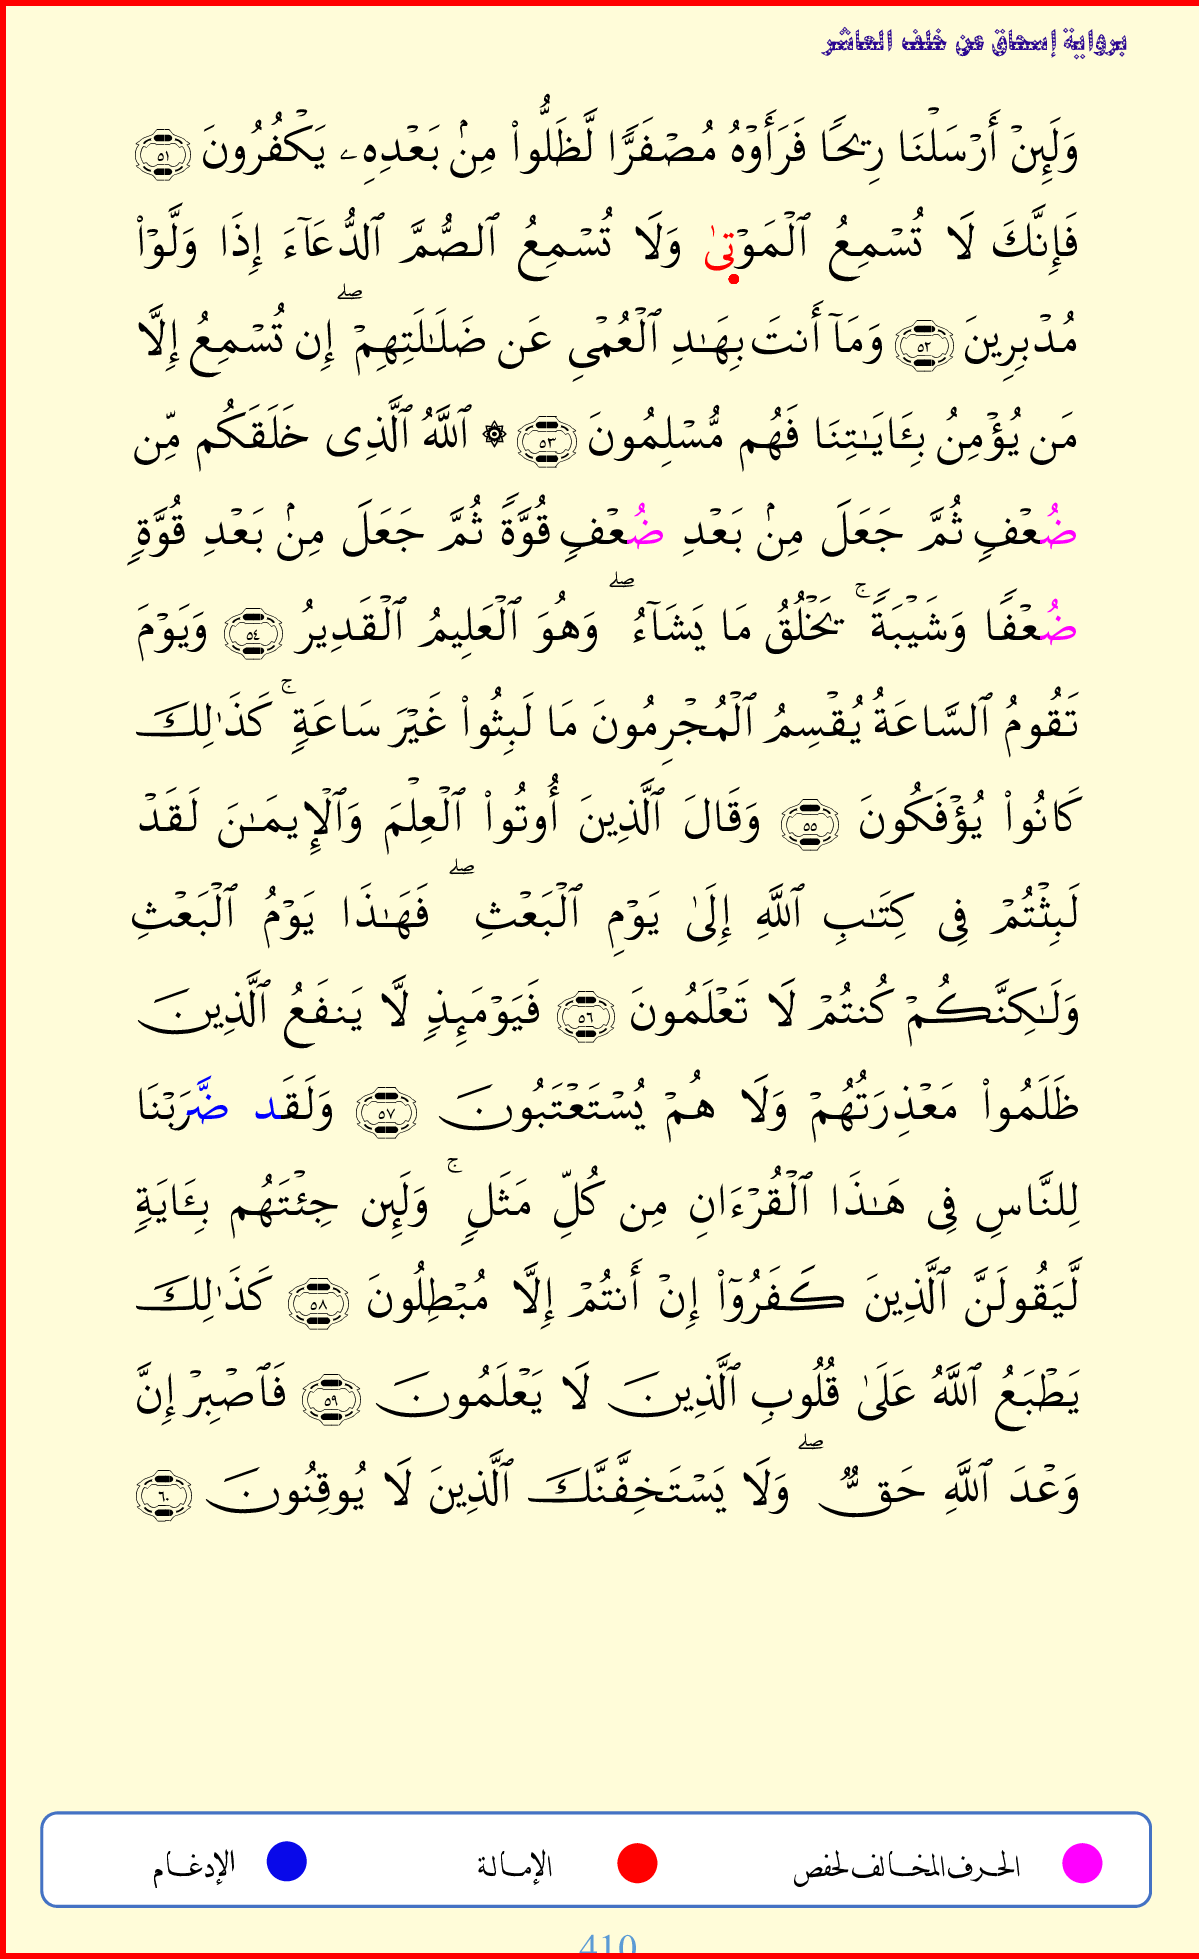 برواية إسحاق عن خلف العاشر
وَلَئِنۡ أَرۡسَلۡنَا رِيحٗا فَرَأَوۡهُ مُصۡفَرّٗا لَّظَلُّواْ مِنۢ بَعۡدِهِۦ يَكۡفُرُونَ ٥١
فَإِنَّكَ لَا تُسۡمِعُ ٱلۡمَوۡتىٰ وَلَا تُسۡمِعُ ٱلصُّمَّ ٱلدُّعَآءَ إِذَا وَلَّوۡاْ
مُدۡبِرِينَ ٥٢ وَمَآ أَنتَ بِهَٰدِ ٱلۡعُمۡيِ عَن ضَلَٰلَتِهِمۡۖ إِن تُسۡمِعُ إِلَّا
مَن يُؤۡمِنُ بِـَٔايَٰتِنَا فَهُم مُّسۡلِمُونَ ٥٣ ۞ ٱللَّهُ ٱلَّذِي خَلَقَكُم مِّن
ضُعۡفٖ ثُمَّ جَعَلَ مِنۢ بَعۡدِ ضُعۡفٖ قُوَّةٗ ثُمَّ جَعَلَ مِنۢ بَعۡدِ قُوَّةٖ
ضُعۡفٗا وَشَيۡبَةٗۚ يَخۡلُقُ مَا يَشَآءُۖ وَهُوَ ٱلۡعَلِيمُ ٱلۡقَدِيرُ ٥٤ وَيَوۡمَ
تَقُومُ ٱلسَّاعَةُ يُقۡسِمُ ٱلۡمُجۡرِمُونَ مَا لَبِثُواْ غَيۡرَ سَاعَةٖۚ كَذَٰلِكَ
كَانُواْ يُؤۡفَكُونَ ٥٥ وَقَالَ ٱلَّذِينَ أُوتُواْ ٱلۡعِلۡمَ وَٱلۡإِيمَٰنَ لَقَدۡ
لَبِثۡتُمۡ فِي كِتَٰبِ ٱللَّهِ إِلَىٰ يَوۡمِ ٱلۡبَعۡثِۖ فَهَٰذَا يَوۡمُ ٱلۡبَعۡثِ
وَلَٰكِنَّكُمۡ كُنتُمۡ لَا تَعۡلَمُونَ ٥٦ فَيَوۡمَئِذٖ لَّا يَنفَعُ ٱلَّذِينَ
ظَلَمُواْ مَعۡذِرَتُهُمۡ وَلَا هُمۡ يُسۡتَعۡتَبُونَ ٥٧ وَلَقَد ضَّرَبۡنَا
لِلنَّاسِ فِي هَٰذَا ٱلۡقُرۡءَانِ مِن كُلِّ مَثَلٖۚ وَلَئِن جِئۡتَهُم بِـَٔايَةٖ
لَّيَقُولَنَّ ٱلَّذِينَ كَفَرُوٓاْ إِنۡ أَنتُمۡ إِلَّا مُبۡطِلُونَ ٥٨ كَذَٰلِكَ
يَطۡبَعُ ٱللَّهُ عَلَىٰ قُلُوبِ ٱلَّذِينَ لَا يَعۡلَمُونَ ٥٩ فَٱصۡبِرۡ إِنَّ
وَعۡدَ ٱللَّهِ حَقّٞۖ وَلَا يَسۡتَخِفَّنَّكَ ٱلَّذِينَ لَا يُوقِنُونَ ٦٠
الحرف المخالف لحفص الإمالة الإدغام
410